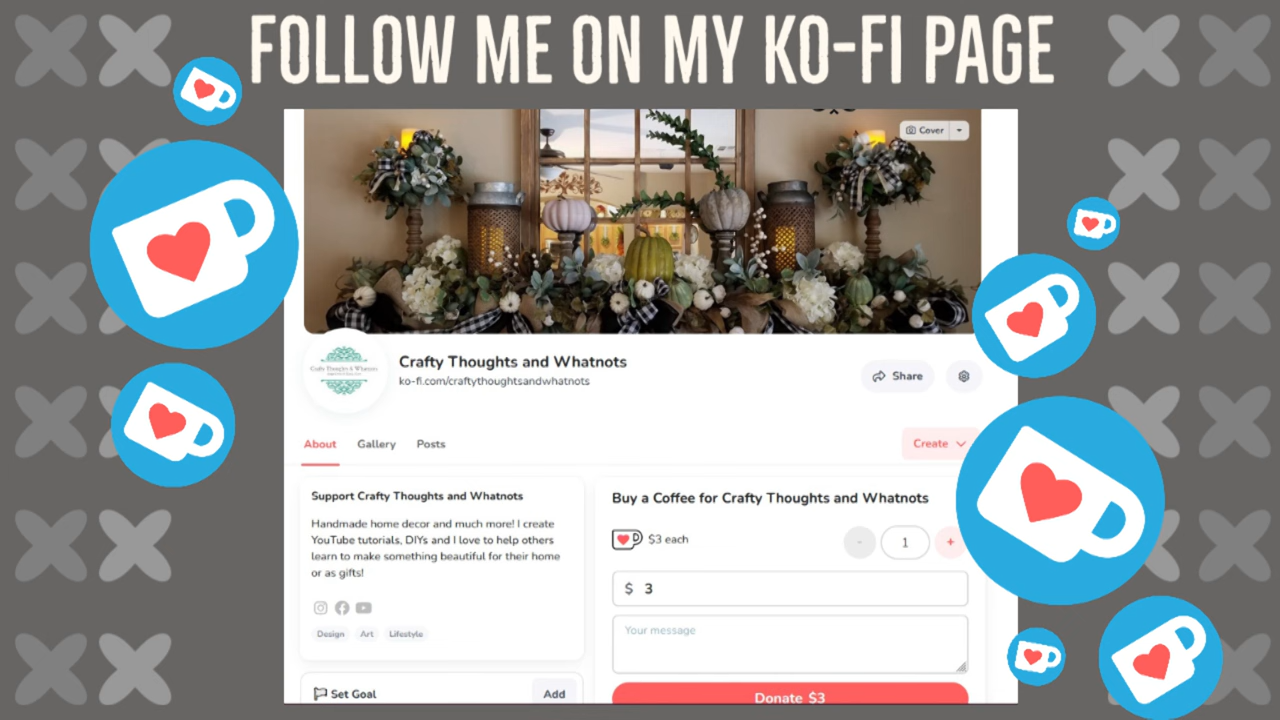 FOLLOW ME ON MY KO-FI PAGE
Cover
Crafty Thoughts & Whatnots
Crafty Thoughts and Whatnots
ko-fi.com/craftythoughtsandwhatnots
Share
About Gallery Posts
Create
Support Crafty Thoughts and Whatnots
Handmade home decor and much more! I create
YouTube tutorials, DIYs and I love to help others
learn to make something beautiful for their home
or as gifts!
Design Art Lifestyle
Set Goal Add
Buy a Coffee for Crafty Thoughts and Whatnots
$3 each
- 1 +
$ 3
Your message
Donate $3